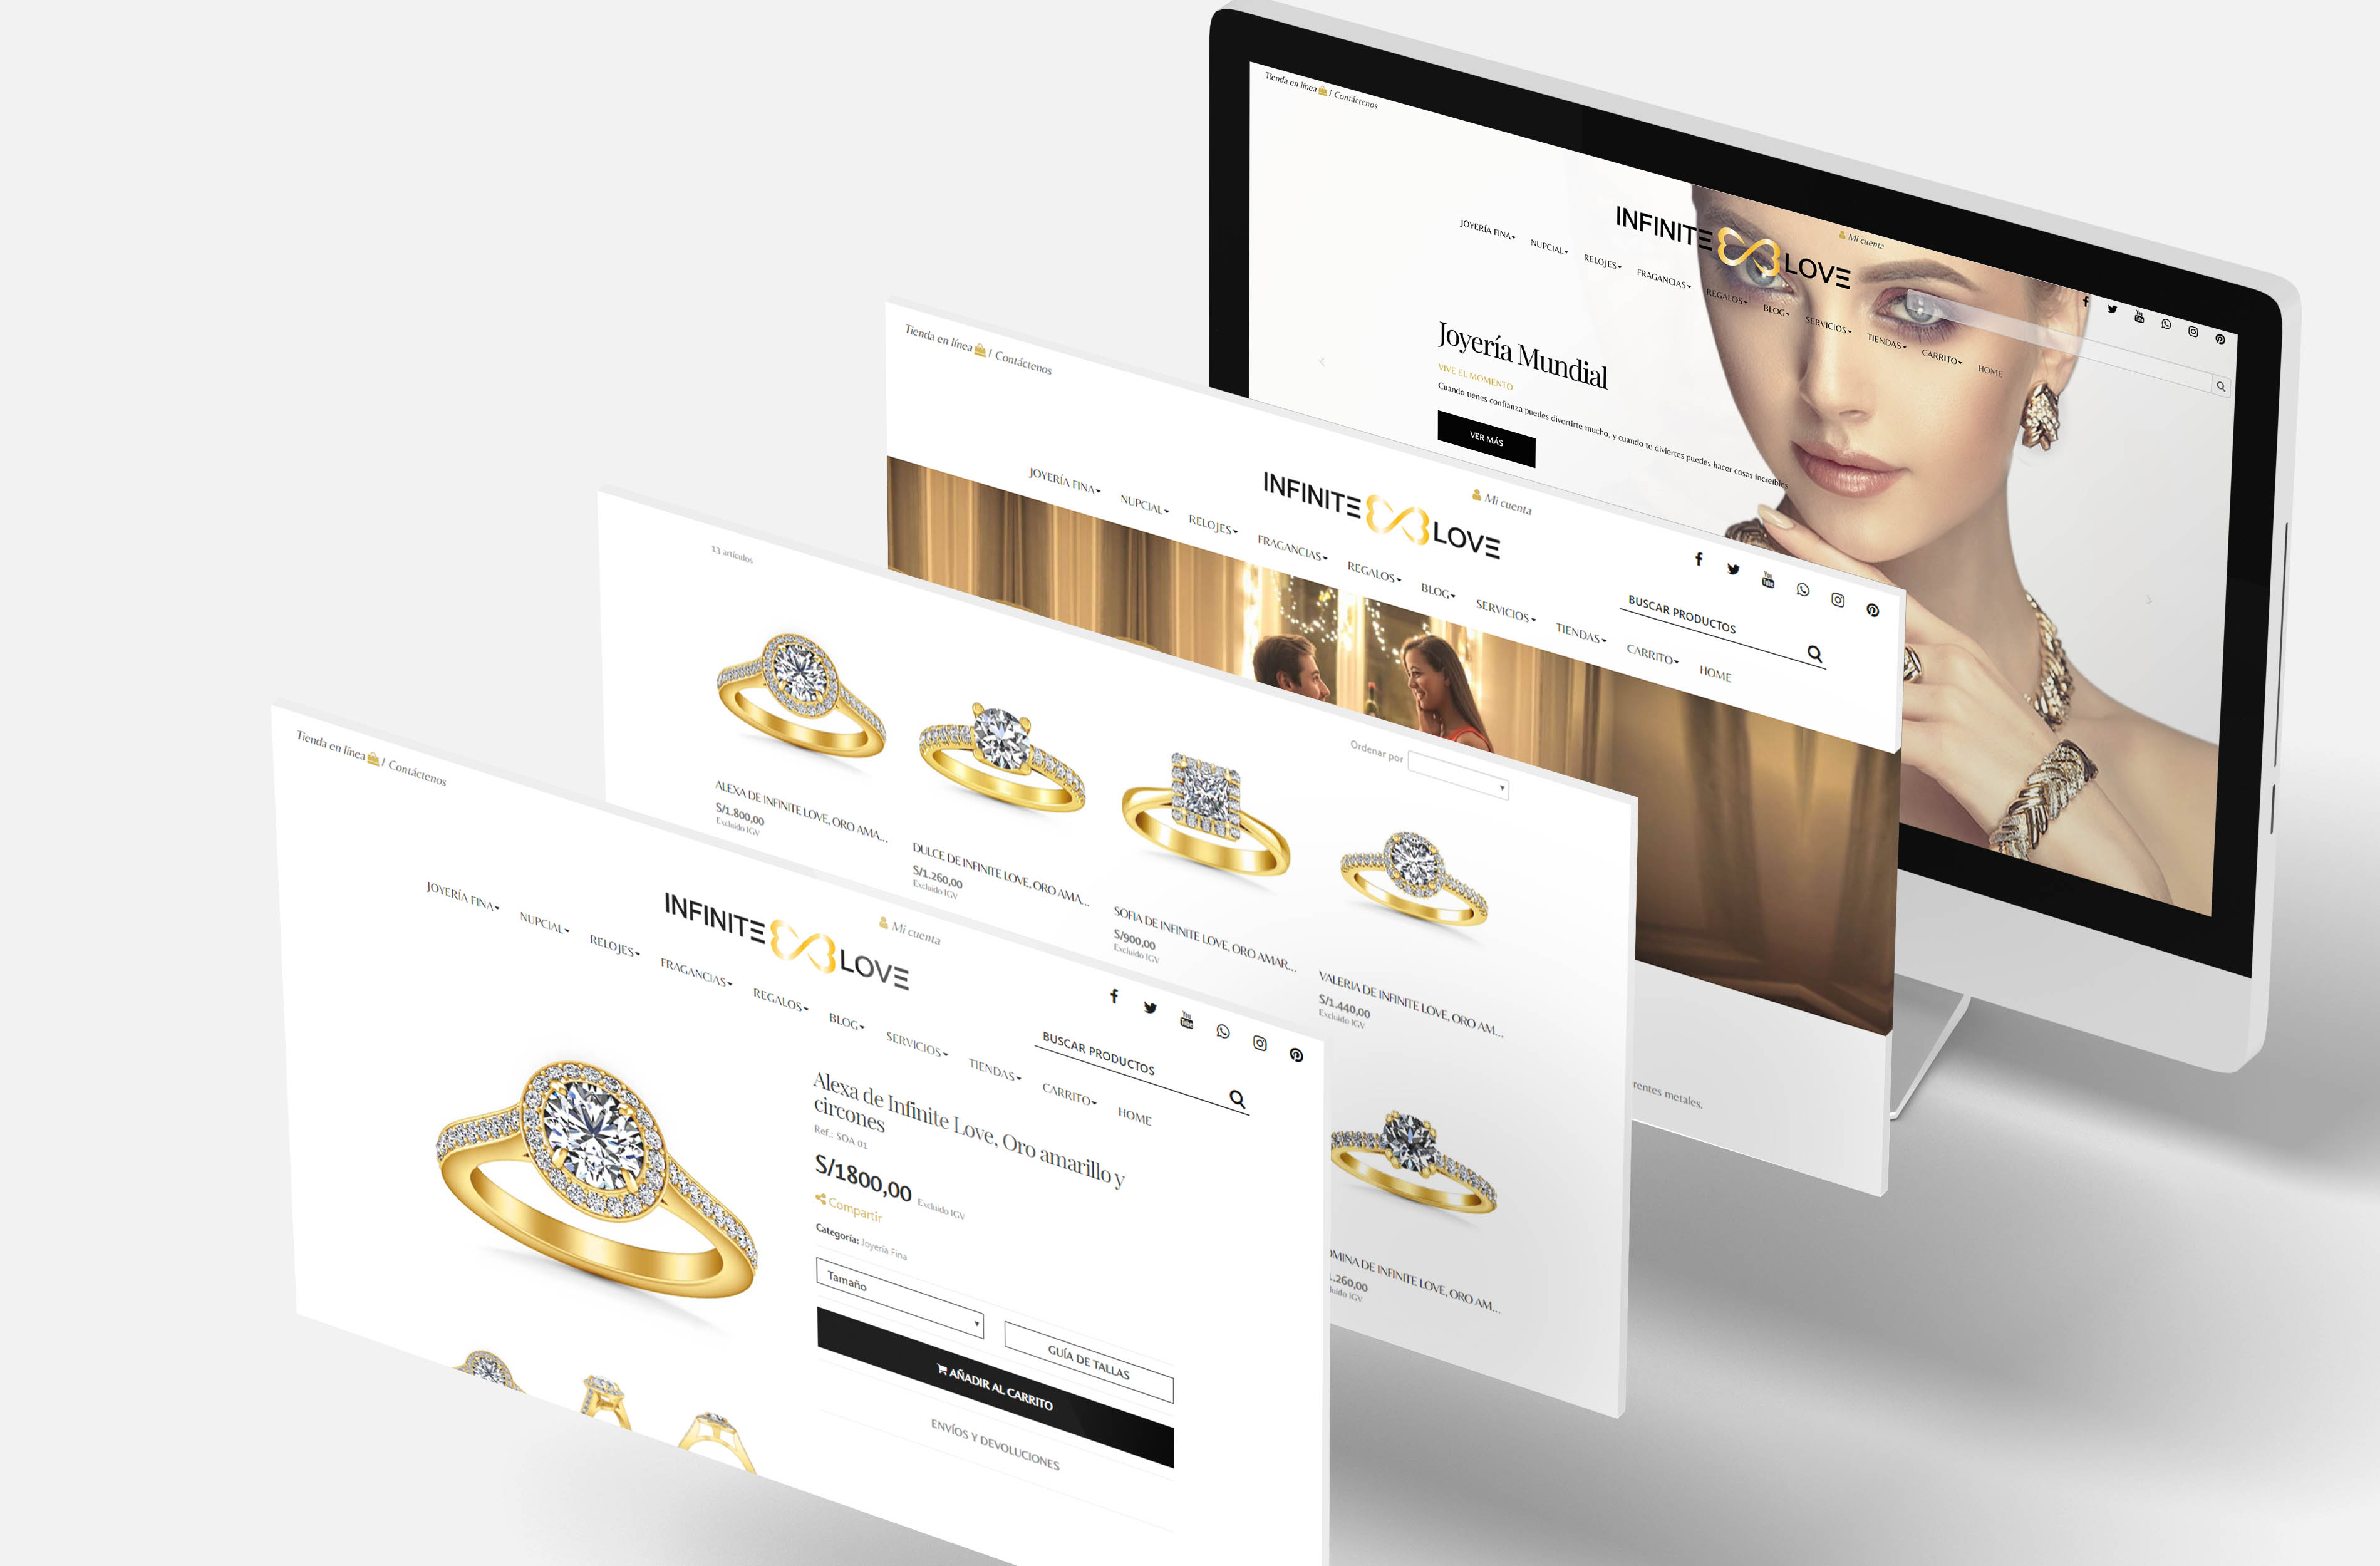 Tienda en línea / Contáctenos
INFINITE LOVE
Mi cuenta
JOYERÍA FINA
NUPCIAL
RELOJES
FRAGANCIAS
REGALOS
BLOG
SERVICIOS
TIENDAS
CARRITO
HOME
Joyería Mundial
VIVE EL MOMENTO
Cuando tienes confianza puedes divertirte mucho, y cuando te diviertes puedes hacer cosas increíbles
VER MÁS
Tienda en línea / Contáctenos
INFINITE LOVE
Mi cuenta
JOYERÍA FINA
NUPCIAL
RELOJES
FRAGANCIAS
REGALOS
BLOG
SERVICIOS
TIENDAS
CARRITO
HOME
You Tube
BUSCAR PRODUCTOS
rentes metales.
13 artículos
Ordenar por
ALEXA DE INFINITE LOVE, ORO AMA...
S/1.800,00
Excluido IGV
DULCE DE INFINITE LOVE, ORO AMA...
S/1.260,00
Excluido IGV
SOFIA DE INFINITE LOVE, ORO AMAR...
S/900,00
Excluido IGV
VALERIA DE INFINITE LOVE, ORO AM...
S/1.440,00
Excluido IGV
OMINA DE INFINITE LOVE, ORO AM...
.260,00
luido IGV
Tienda en línea / Contáctenos
INFINITE LOVE
Mi cuenta
JOYERÍA FINA
NUPCIAL
RELOJES
FRAGANCIAS
REGALOS
BLOG
SERVICIOS
TIENDAS
CARRITO
HOME
You Tube
BUSCAR PRODUCTOS
Alexa de Infinite Love, Oro amarillo y
circones
Ref.: SOA 01
S/1800,00 Excluido IGV
Compartir
Categoría: Joyería Fina
Tamaño
GUÍA DE TALLAS
AÑADIR AL CARRITO
ENVÍOS Y DEVOLUCIONES